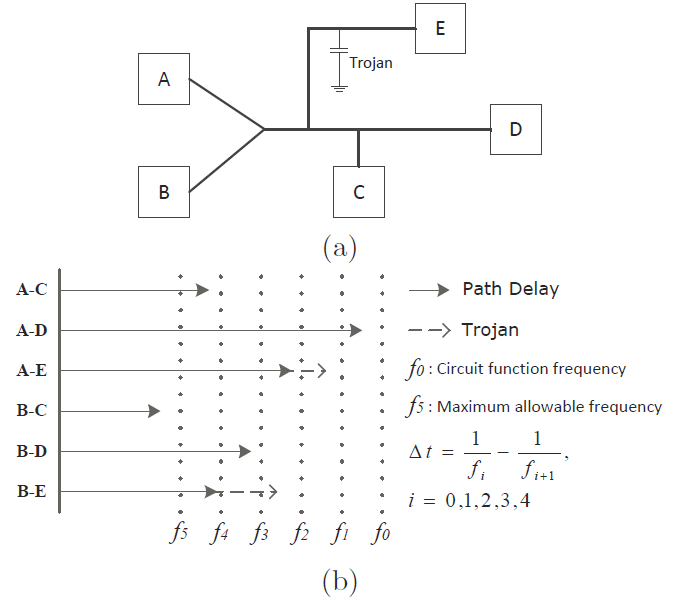 E
Trojan
A
D
B
C
(a)
A-C
A-D
A-E
B-C
B-D
B-E
f5 f4 f3 f2 f1 f0
Path Delay
Trojan
f0 : Circuit function frequency
f5 : Maximum allowable frequency
Δt = 1/fi − 1/fi+1,
i = 0,1,2,3,4
(b)